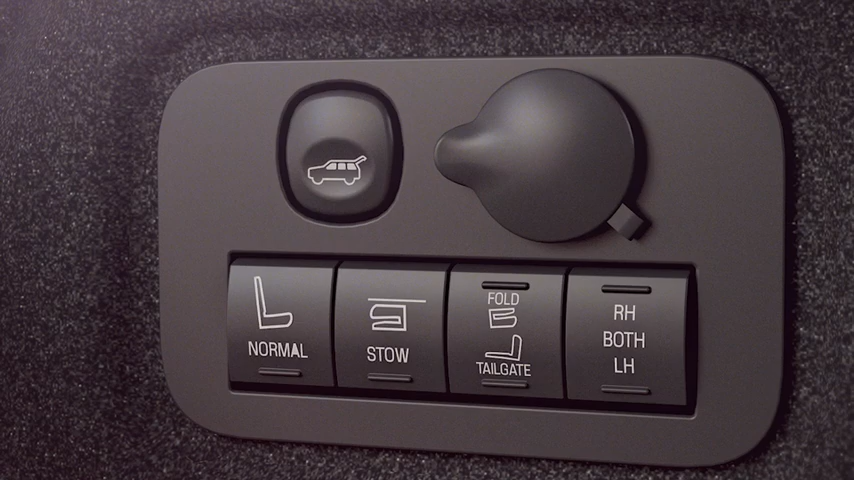 NORMAL
STOW
FOLD
TAILGATE
RH
BOTH
LH